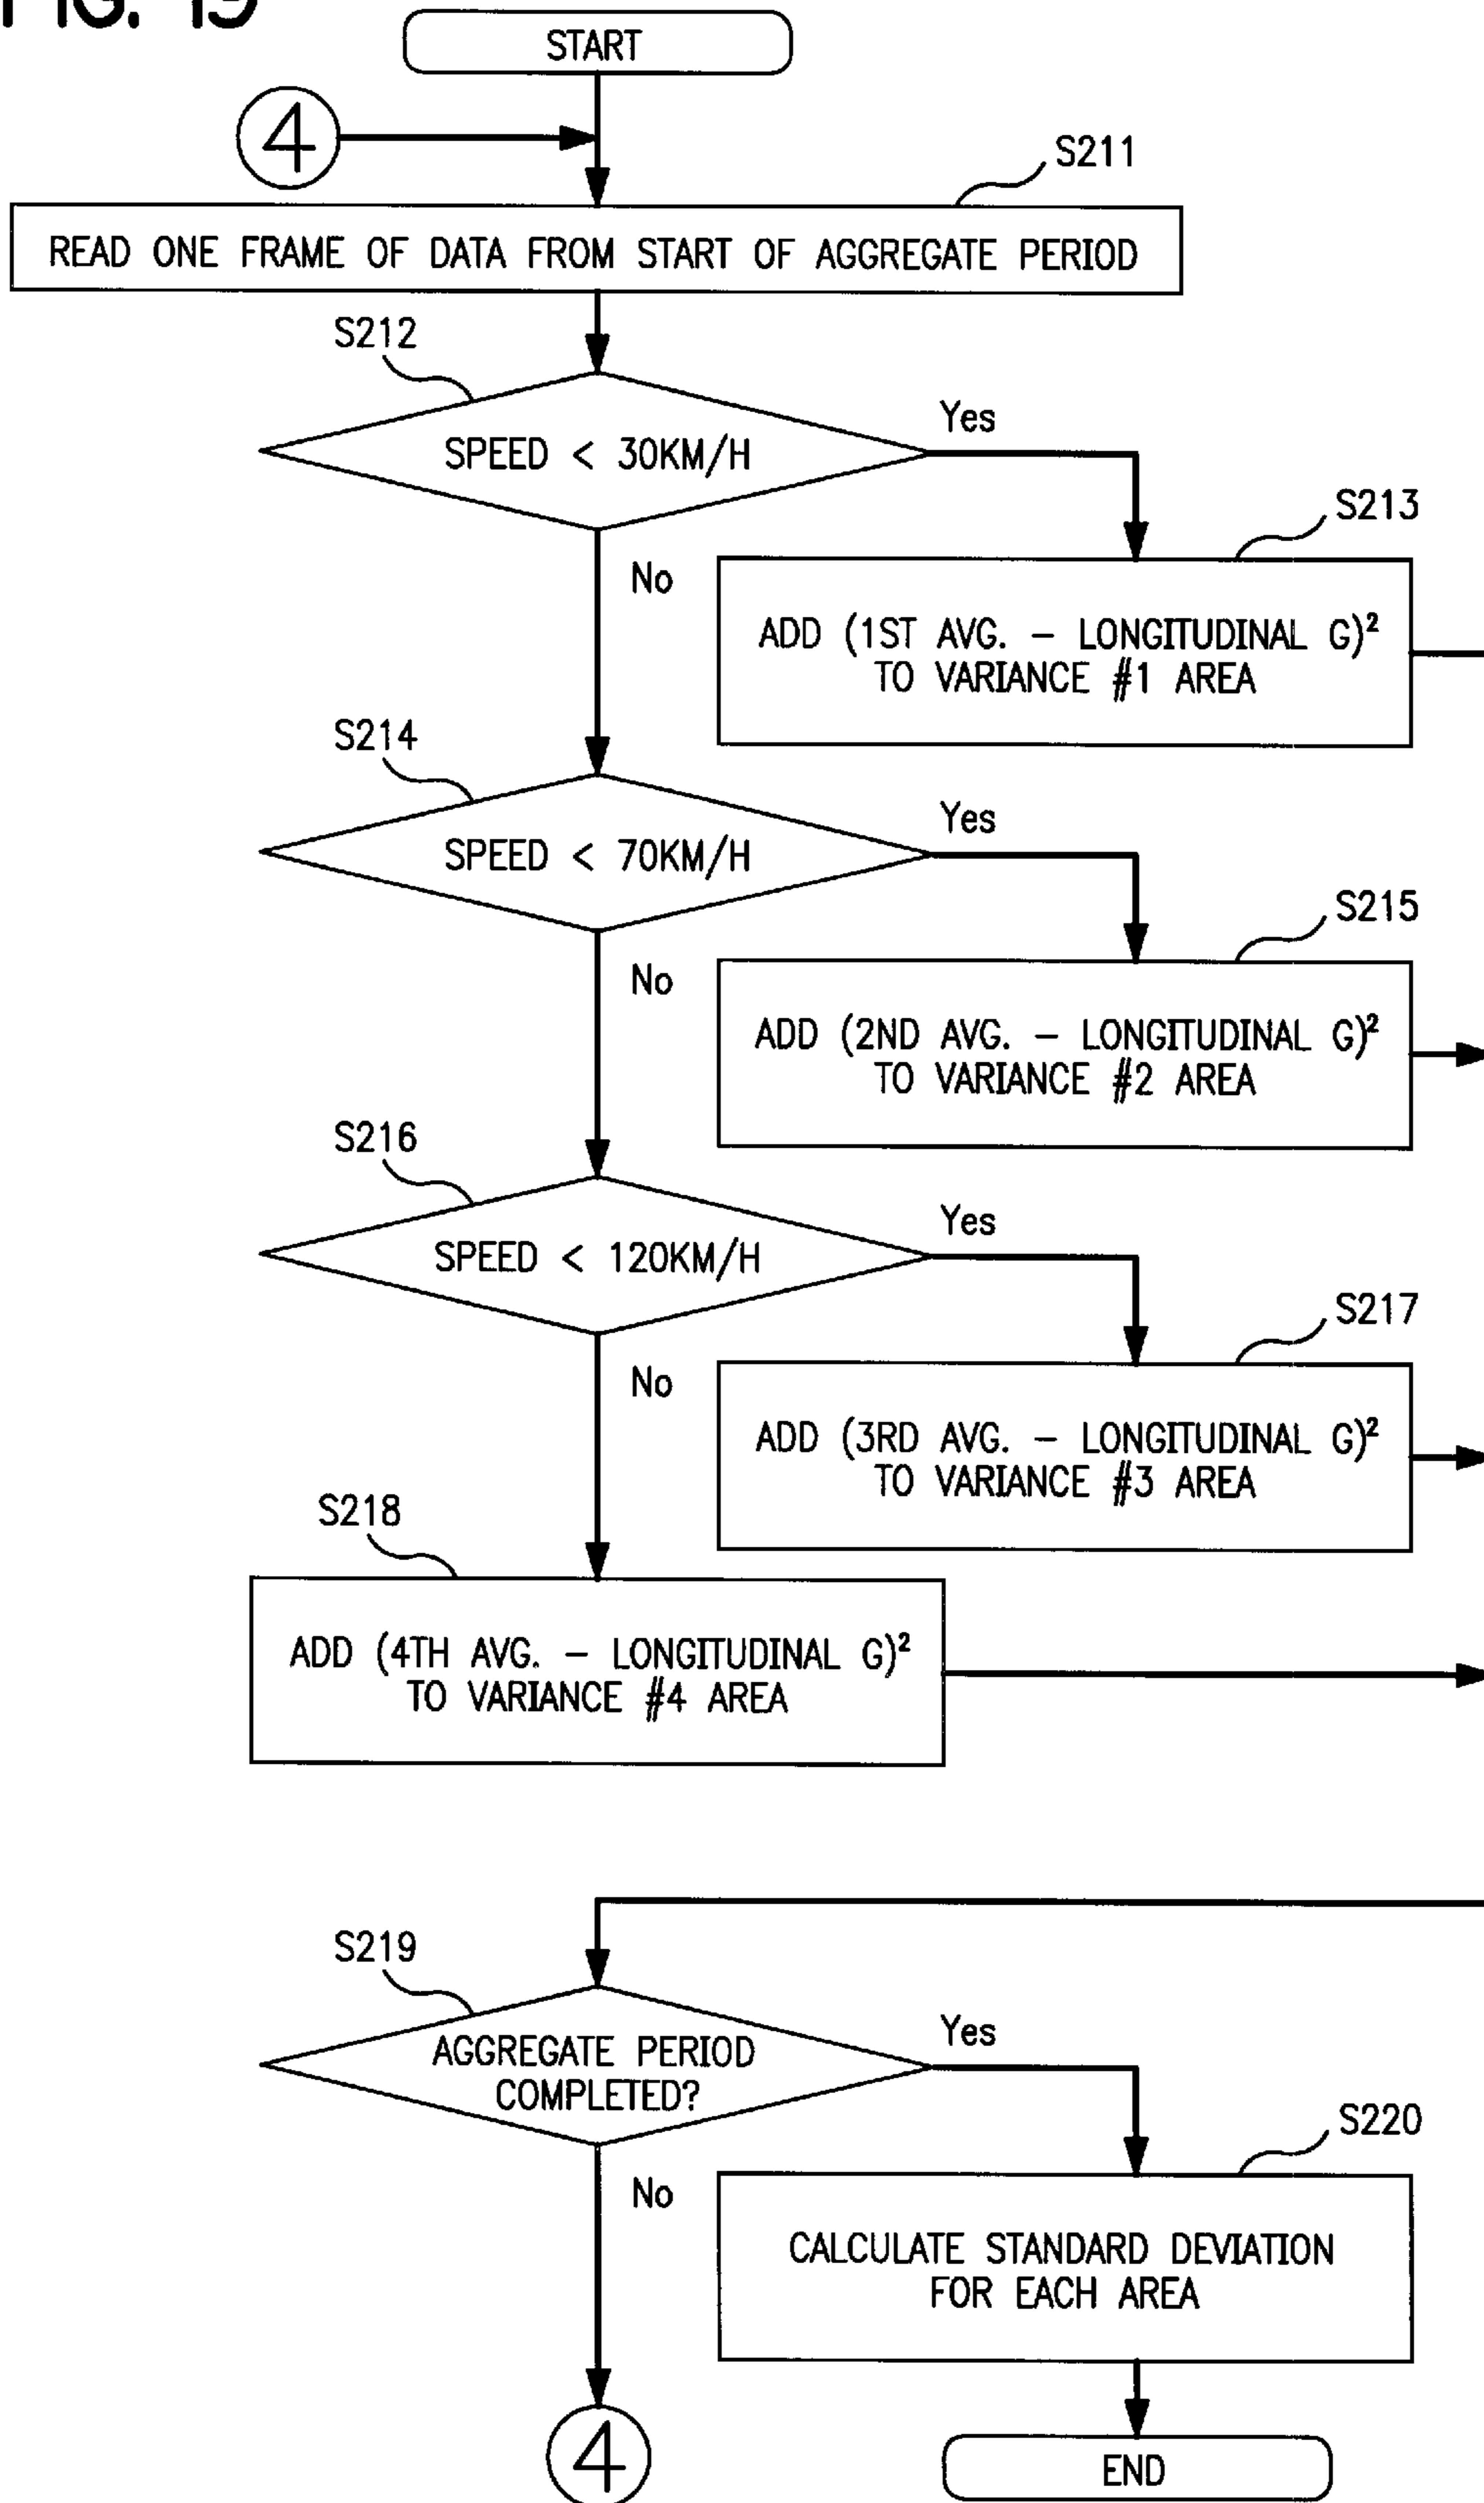 FIG. 19
START
4
S211
READ ONE FRAME OF DATA FROM START OF AGGREGATE PERIOD
S212
SPEED < 30KM/H
Yes
No
S213
ADD (1ST AVG. – LONGITUDINAL G)²
TO VARIANCE #1 AREA
S214
SPEED < 70KM/H
Yes
No
S215
ADD (2ND AVG. – LONGITUDINAL G)²
TO VARIANCE #2 AREA
S216
SPEED < 120KM/H
Yes
No
S217
ADD (3RD AVG. – LONGITUDINAL G)²
TO VARIANCE #3 AREA
S218
ADD (4TH AVG. – LONGITUDINAL G)²
TO VARIANCE #4 AREA
S219
AGGREGATE PERIOD
COMPLETED?
Yes
No
S220
CALCULATE STANDARD DEVIATION
FOR EACH AREA
4
END